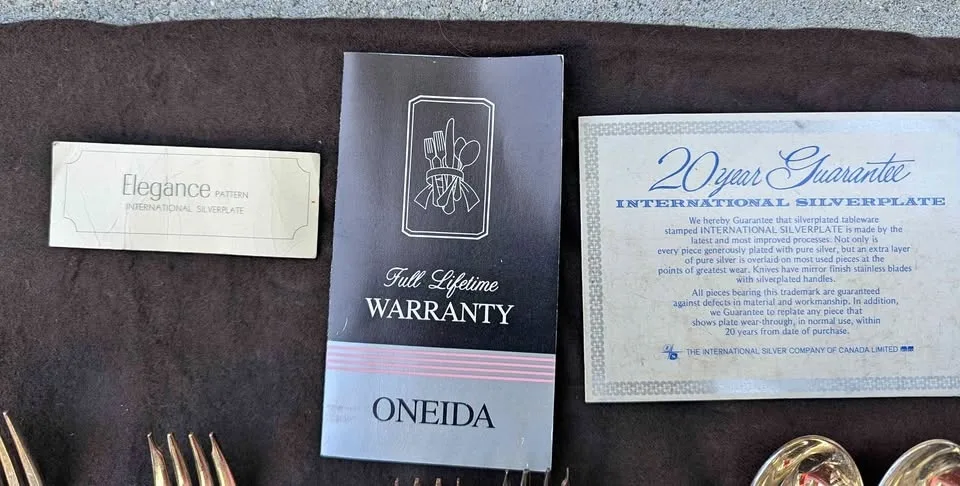 Elegance PATTERN
INTERNATIONAL SILVERPLATE
Full Lifetime
WARRANTY
ONEIDA
20 year Guarantee
INTERNATIONAL SILVERPLATE
We hereby Guarantee that silverplated tableware
stamped INTERNATIONAL SILVERPLATE is made by the
latest and most improved processes. Not only is
every piece generously plated with pure silver, but an extra layer
of pure silver is overlaid on most used pieces at the
points of greatest wear. Knives have mirror finish stainless blades
with silverplated handles.
All pieces bearing this trademark are guaranteed
against defects in material and workmanship. In addition,
we Guarantee to replate any piece that
shows plate wear-through, in normal use, within
20 years from date of purchase.
THE INTERNATIONAL SILVER COMPANY OF CANADA LIMITED